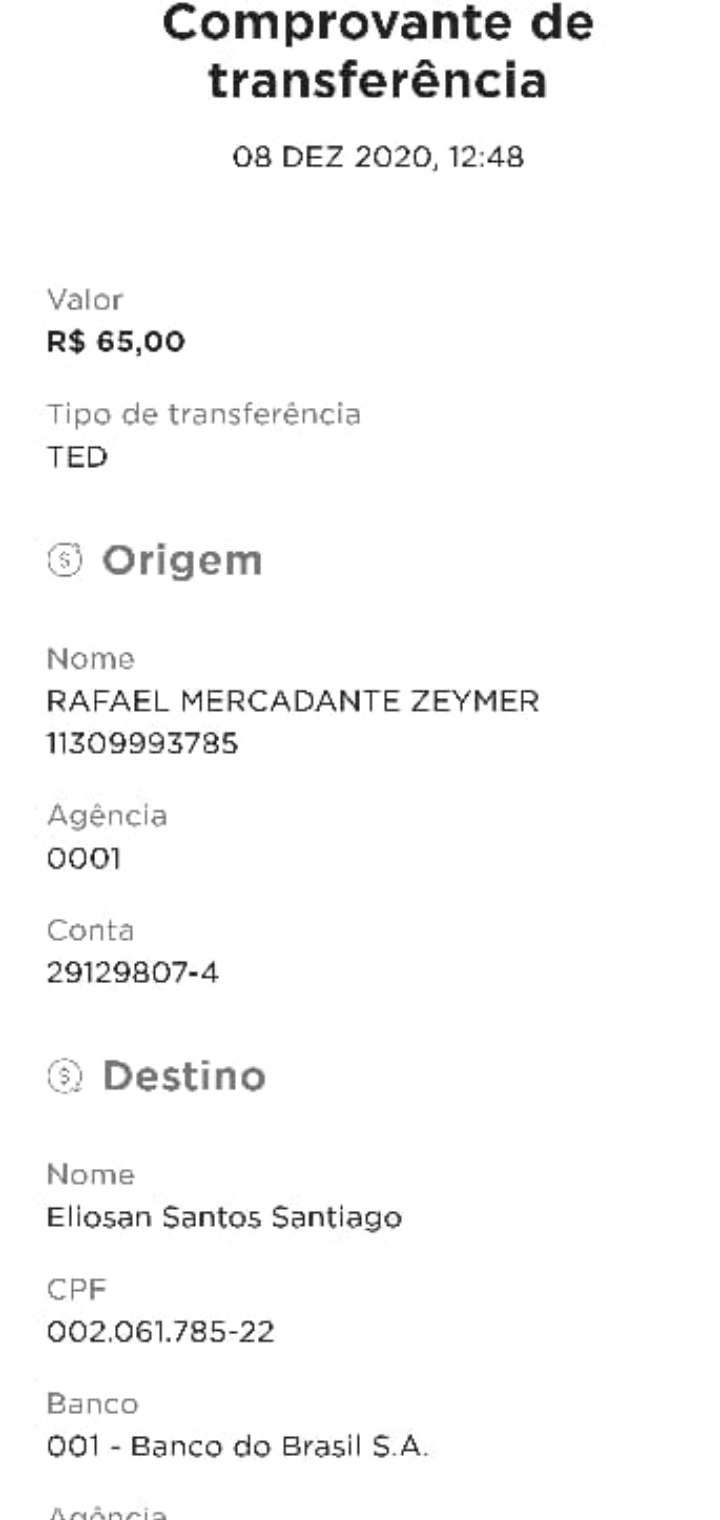 Comprovante de
transferência
08 DEZ 2020, 12:48
Valor
R$ 65,00
Tipo de transferência
TED
Origem
Nome
RAFAEL MERCADANTE ZEYMER
11309993785
Agência
0001
Conta
29129807-4
Destino
Nome
Eliosan Santos Santiago
CPF
002.061.785-22
Banco
001 - Banco do Brasil S.A.
Agência